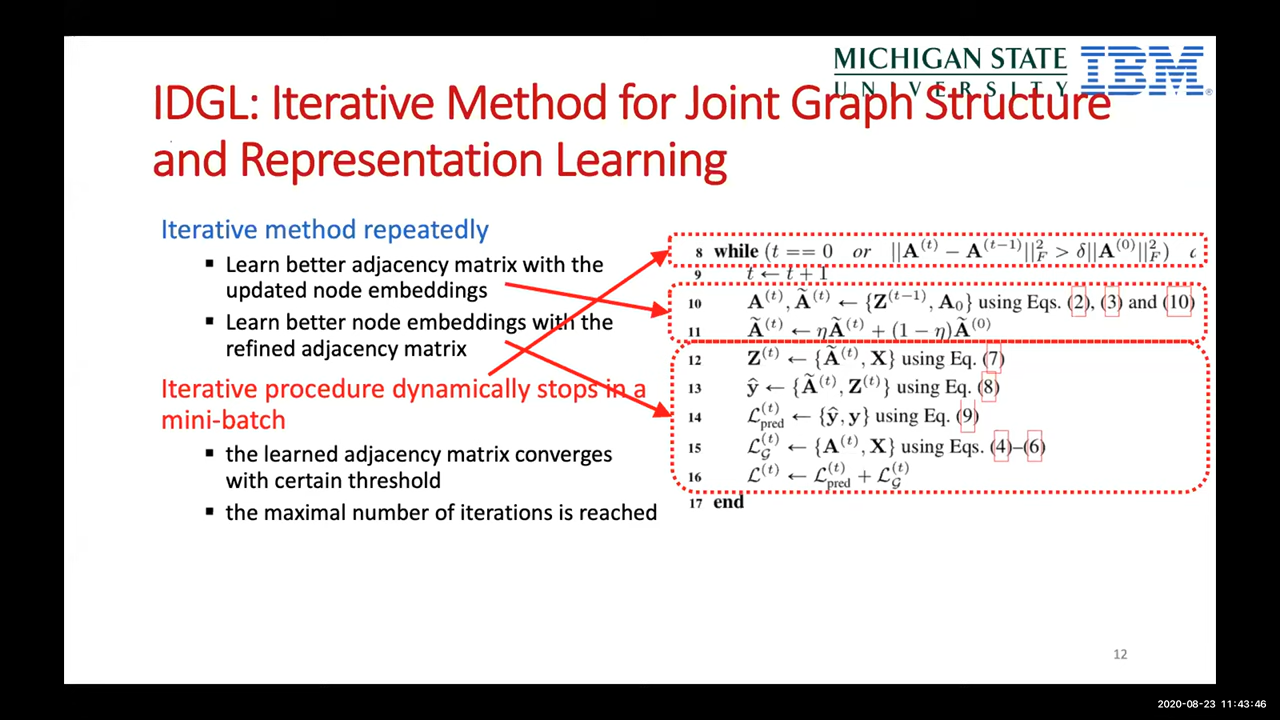 MICHIGAN STATE
UNIVERSITY
IBM®
IDGL: Iterative Method for Joint Graph Structure
and Representation Learning
Iterative method repeatedly
▪ Learn better adjacency matrix with the
updated node embeddings
▪ Learn better node embeddings with the
refined adjacency matrix
Iterative procedure dynamically stops in a
mini-batch
▪ the learned adjacency matrix converges
with certain threshold
▪ the maximal number of iterations is reached
8 while (t == 0 or ||A^(t) − A^(t−1)||²_F > δ||A^(0)||²_F)
9 t ← t + 1
10 A^(t), Ã^(t) ← {Z^(t−1), A₀} using Eqs. (2), (3) and (10)
11 Ã^(t) ← ηÃ^(t) + (1 − η)Ã^(0)
12 Z^(t) ← {Ã^(t), X} using Eq. (7)
13 ŷ ← {Ã^(t), Z^(t)} using Eq. (8)
14 ℒ^(t)_pred ← {ŷ, y} using Eq. (9)
15 ℒ^(t)_𝒢 ← {A^(t), X} using Eqs. (4)–(6)
16 ℒ^(t) ← ℒ^(t)_pred + ℒ^(t)_𝒢
17 end
12
2020-08-23 11:43:46